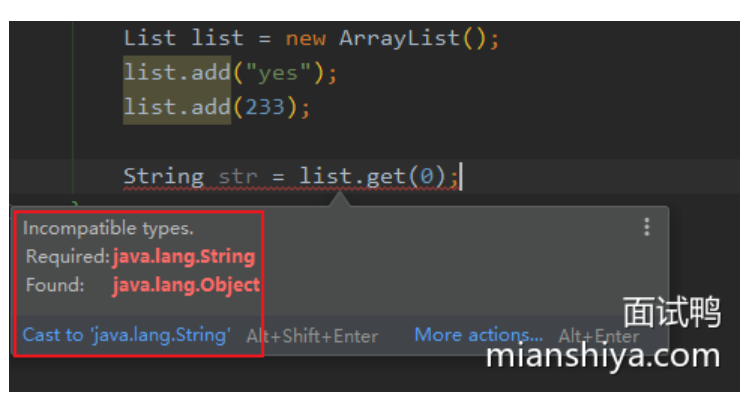 List list = new ArrayList();
list.add("yes");
list.add(233);
String str = list.get(0);
}
Incompatible types.
Required: java.lang.String
Found: java.lang.Object
Cast to 'java.lang.String' Alt+Shift+Enter More actions... Alt+Enter
面试鸭
mianshiya.com